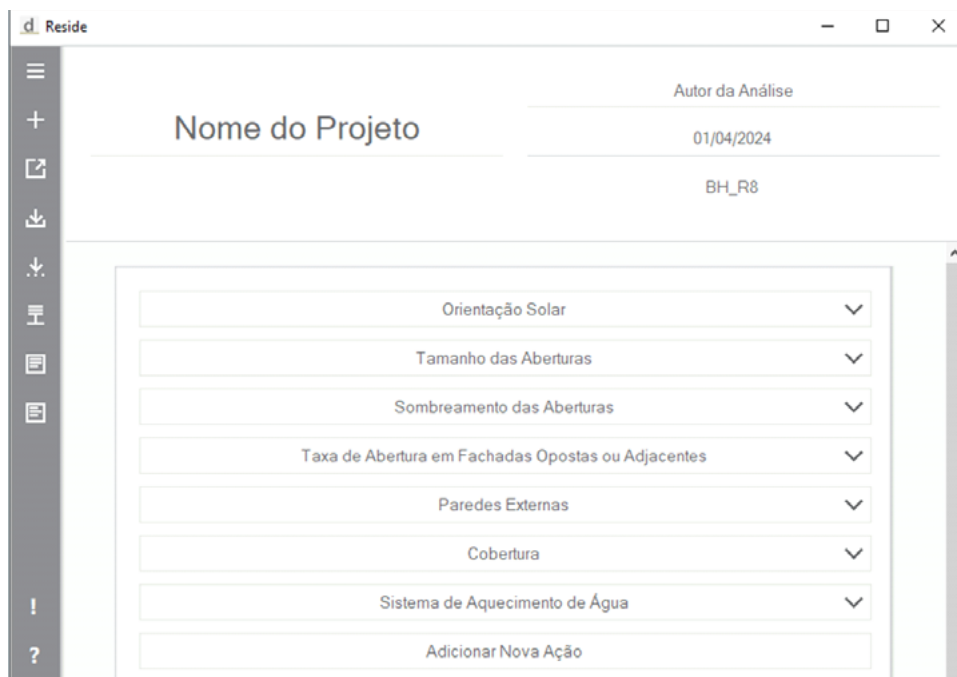 d Reside
Nome do Projeto
Autor da Análise
01/04/2024
BH_R8
Orientação Solar
Tamanho das Aberturas
Sombreamento das Aberturas
Taxa de Abertura em Fachadas Opostas ou Adjacentes
Paredes Externas
Cobertura
Sistema de Aquecimento de Água
Adicionar Nova Ação
!
?